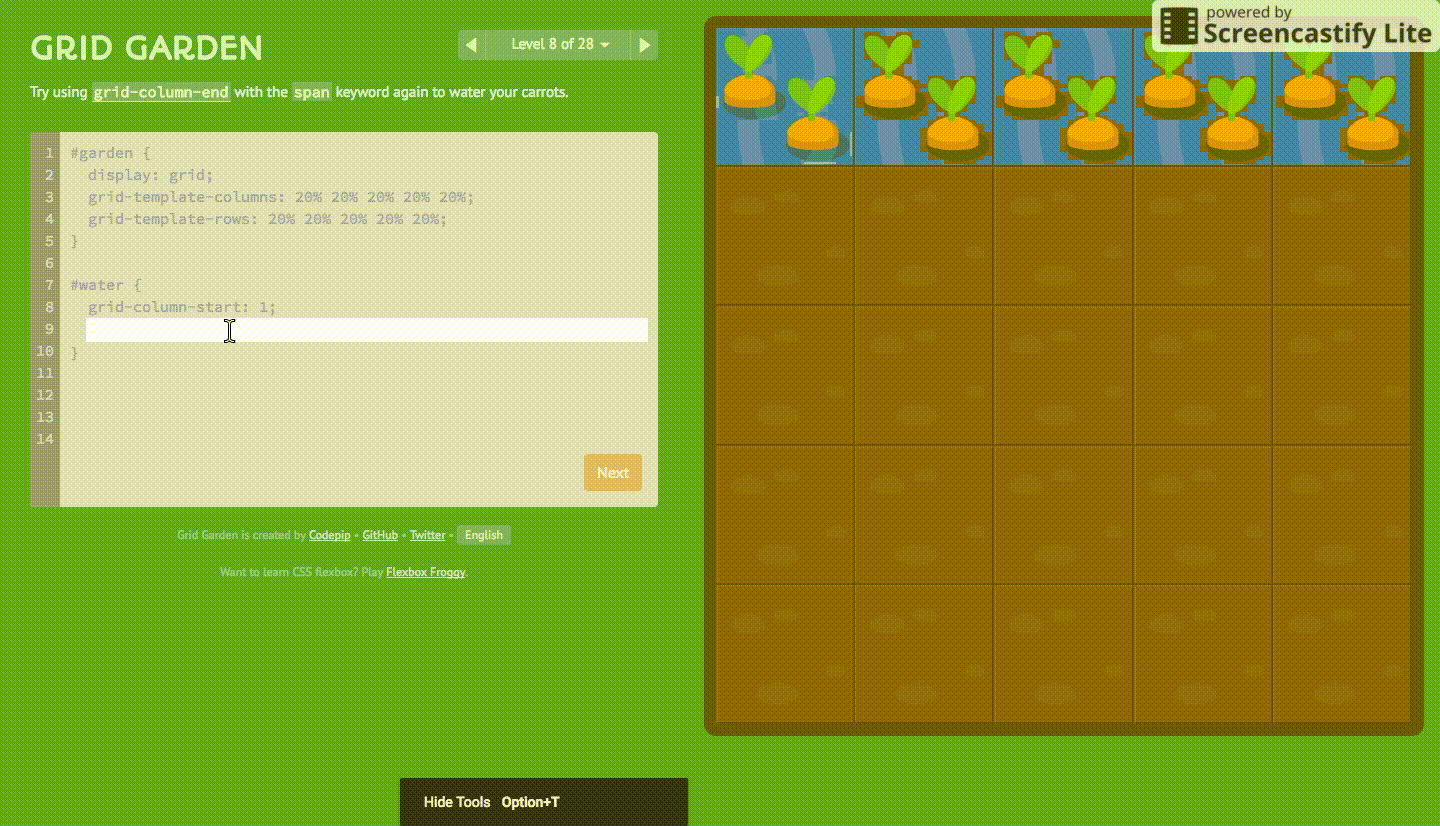 powered by
Screencastify Lite
GRID GARDEN
Level 8 of 28
Try using grid-column-end with the span keyword again to water your carrots.
1 #garden {
2 display: grid;
3 grid-template-columns: 20% 20% 20% 20% 20%;
4 grid-template-rows: 20% 20% 20% 20% 20%;
5 }
6
7 #water {
8 grid-column-start: 1;
9
10 }
11
12
13
14
Next
Grid Garden is created by Codepip • GitHub • Twitter • English
Want to learn CSS flexbox? Play Flexbox Froggy.
Hide Tools Option+T